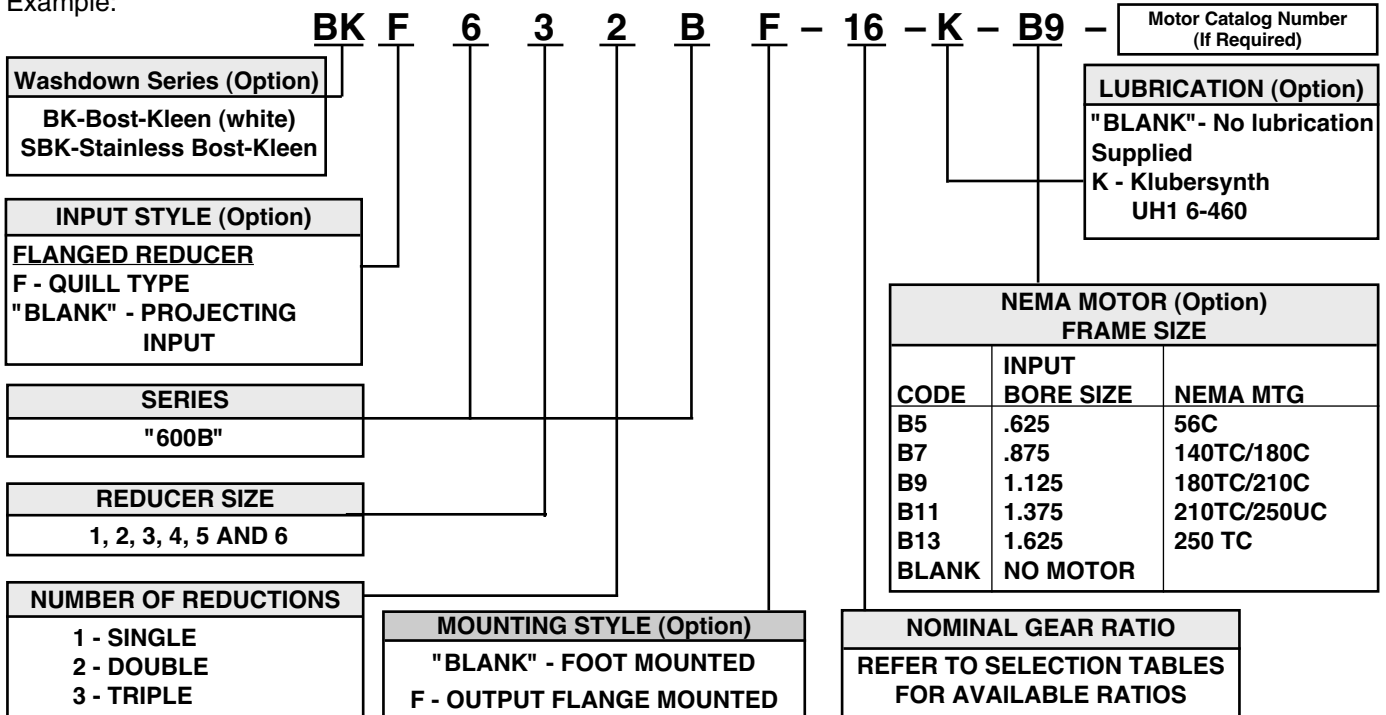 Example:
BK F 6 3 2 B F – 16 – K – B9 –
Motor Catalog Number
(If Required)
Washdown Series (Option)
BK-Bost-Kleen (white)
SBK-Stainless Bost-Kleen
LUBRICATION (Option)
"BLANK"- No lubrication
Supplied
K - Klubersynth
UH1 6-460
INPUT STYLE (Option)
FLANGED REDUCER
F - QUILL TYPE
"BLANK" - PROJECTING
INPUT
NEMA MOTOR (Option)
FRAME SIZE
INPUT
CODE BORE SIZE NEMA MTG
B5 .625 56C
B7 .875 140TC/180C
B9 1.125 180TC/210C
B11 1.375 210TC/250UC
B13 1.625 250 TC
BLANK NO MOTOR
SERIES
"600B"
REDUCER SIZE
1, 2, 3, 4, 5 AND 6
NUMBER OF REDUCTIONS
1 - SINGLE
2 - DOUBLE
3 - TRIPLE
MOUNTING STYLE (Option)
"BLANK" - FOOT MOUNTED
F - OUTPUT FLANGE MOUNTED
NOMINAL GEAR RATIO
REFER TO SELECTION TABLES
FOR AVAILABLE RATIOS